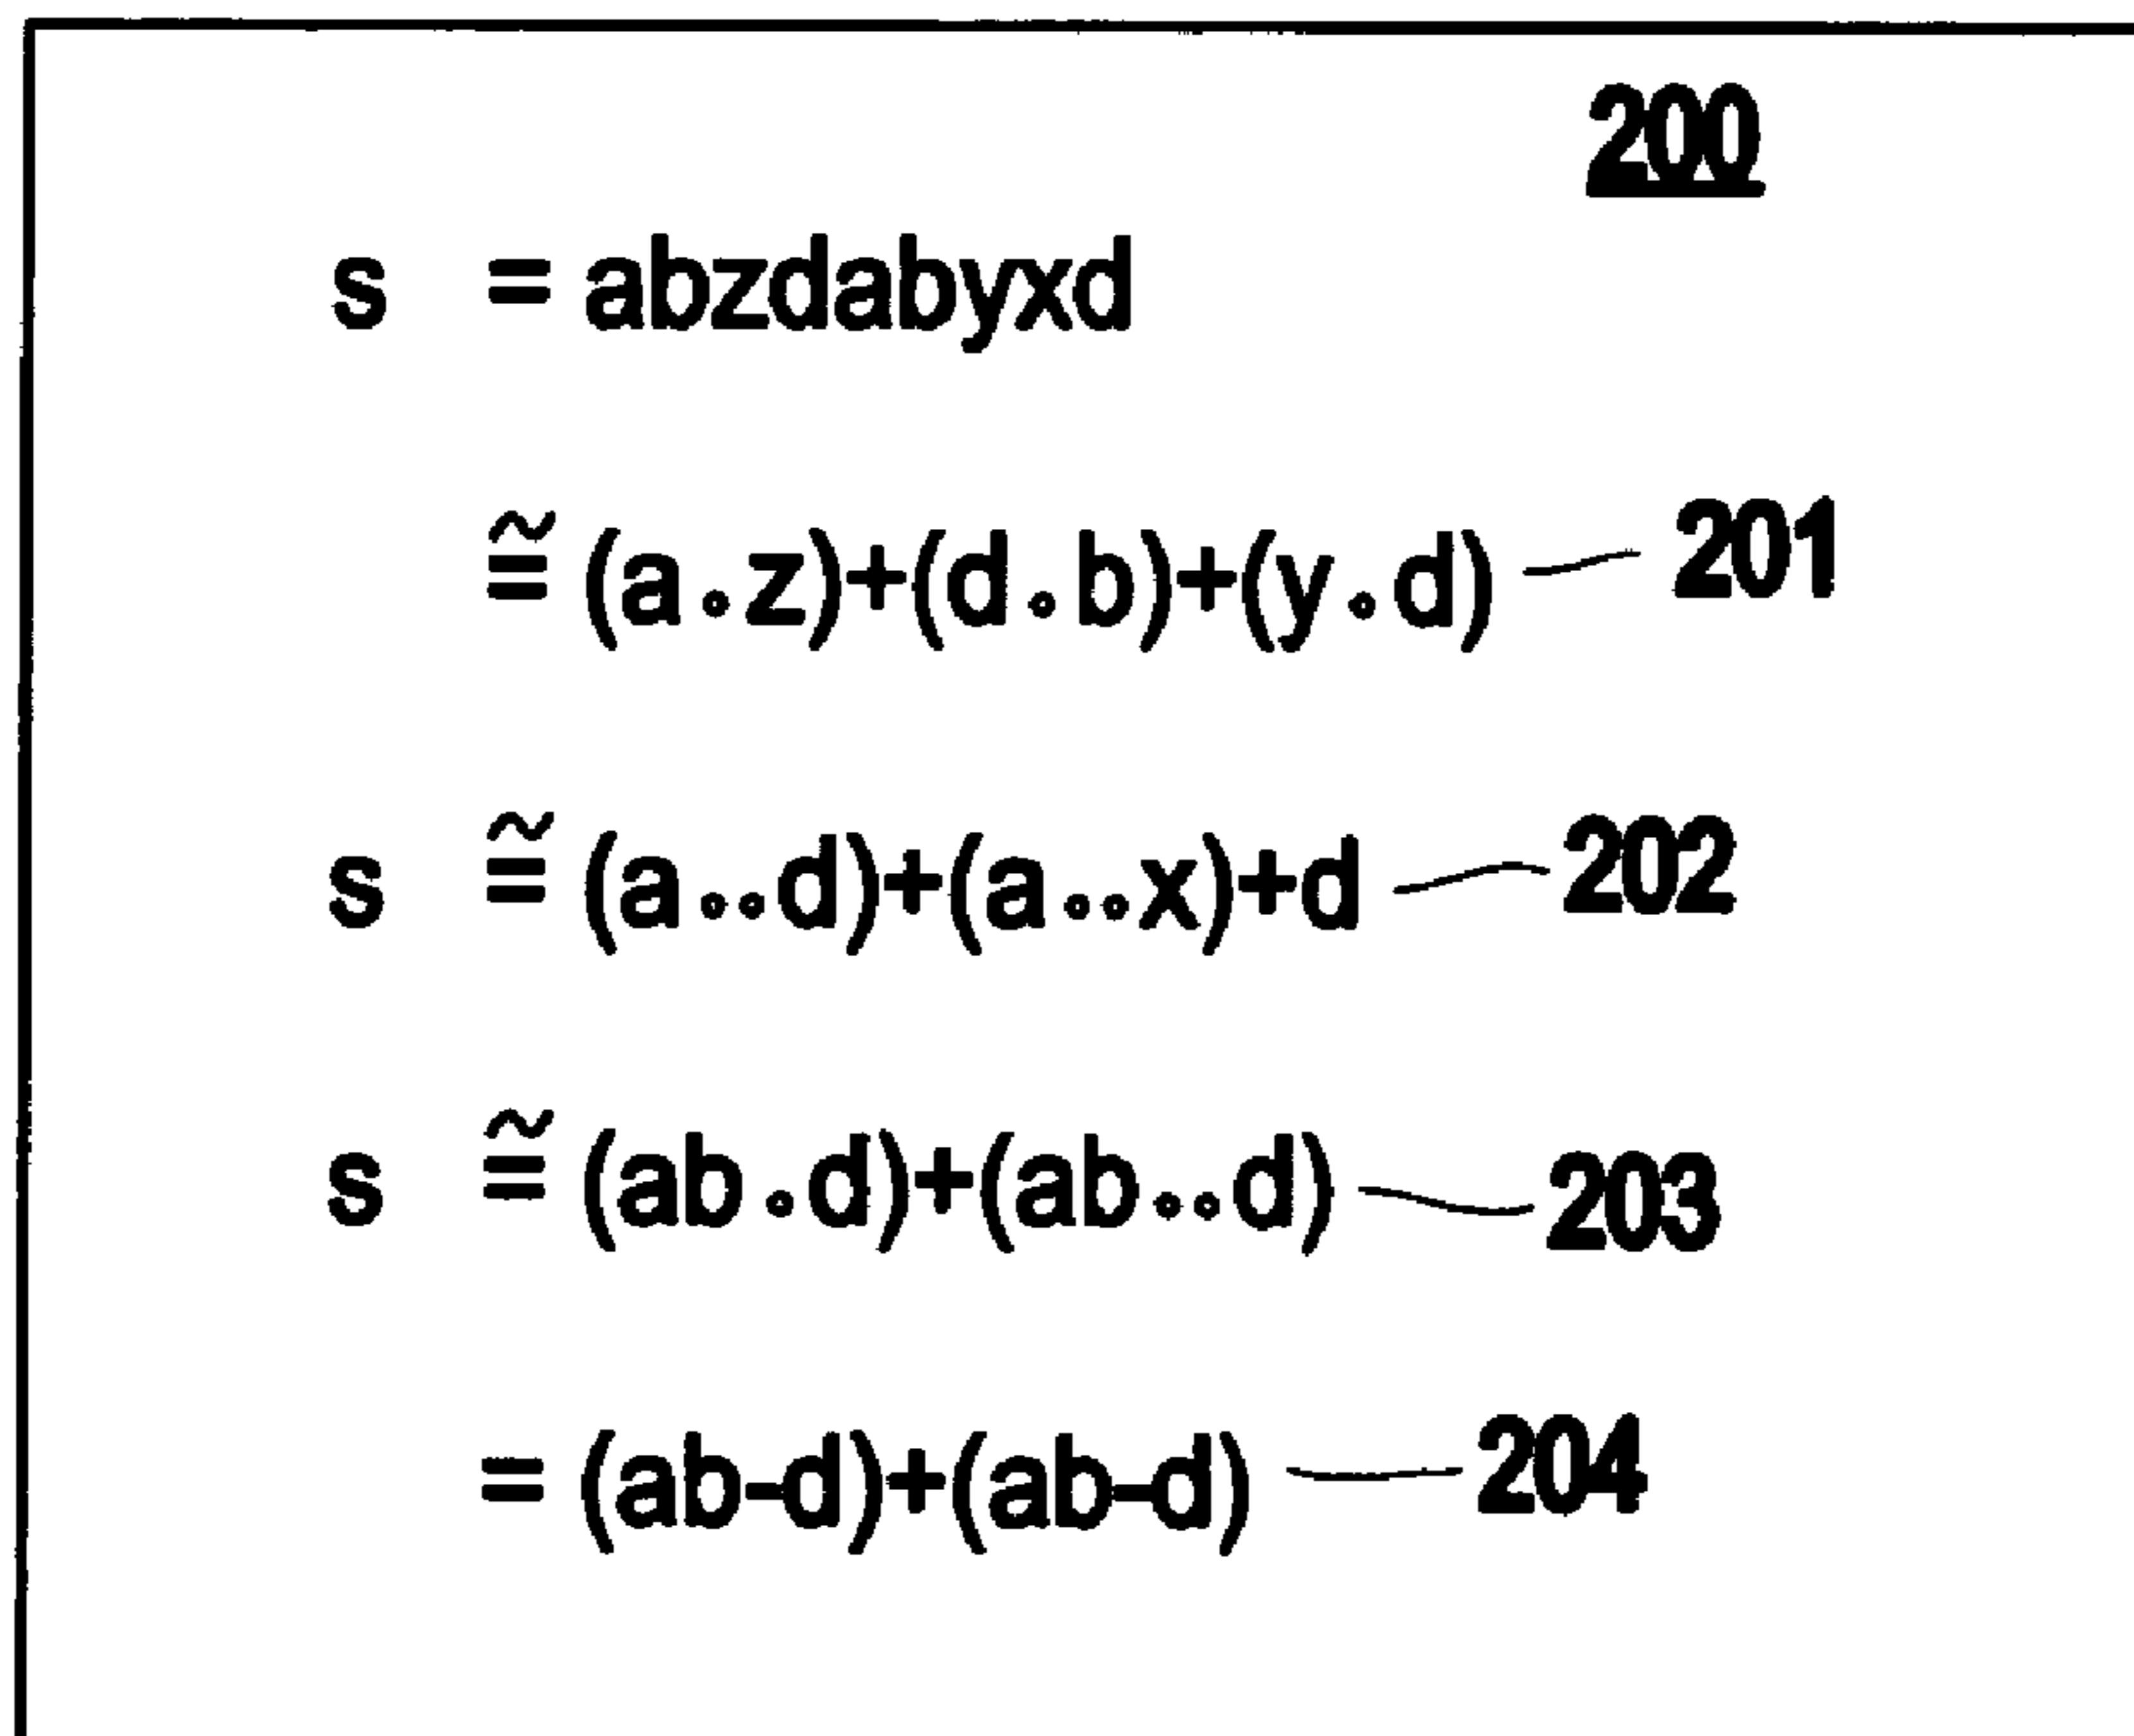 200
s = abzdabyxd
≅ (a.z)+(d.b)+(y.d) 201
s ≅ (a..d)+(a..x)+d 202
s ≅ (ab.d)+(ab..d) 203
= (ab-d)+(ab-d) 204